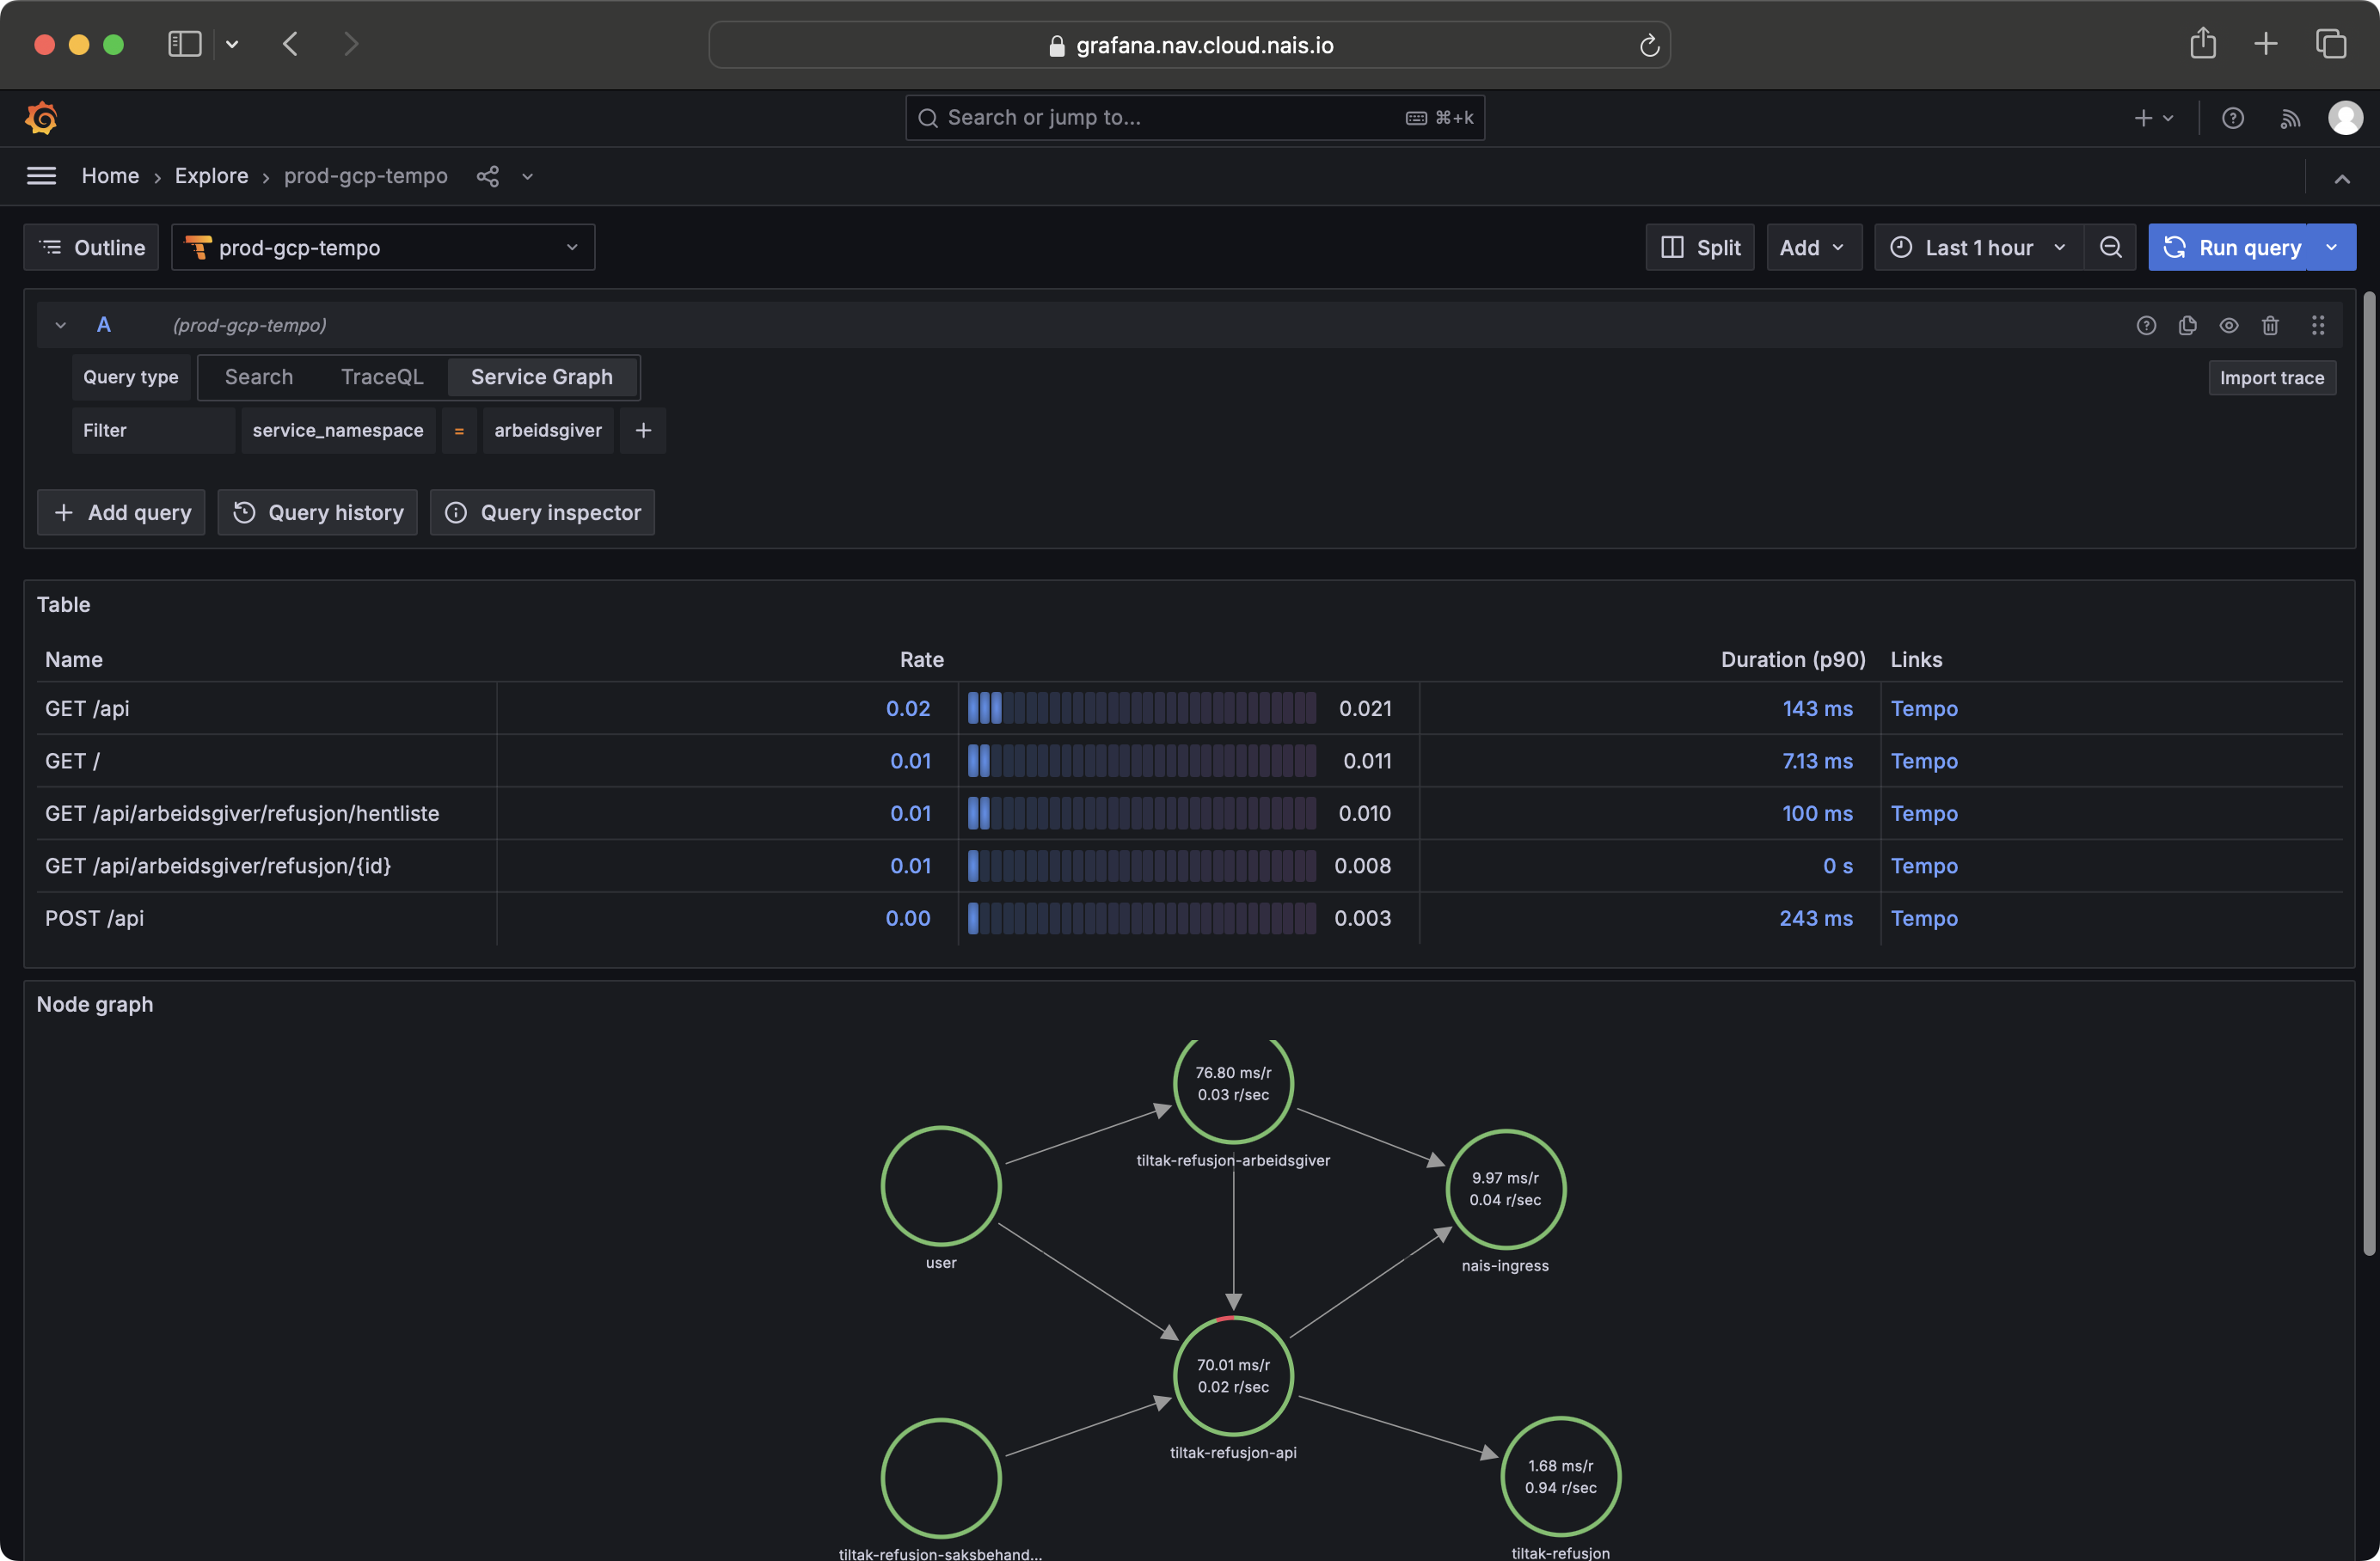 grafana.nav.cloud.nais.io
Search or jump to... ⌘+k
Home › Explore › prod-gcp-tempo
Outline prod-gcp-tempo Split Add Last 1 hour Run query
A (prod-gcp-tempo)
Query type Search TraceQL Service Graph Import trace
Filter service_namespace = arbeidsgiver +
+ Add query Query history Query inspector
Table
Name Rate Duration (p90) Links
GET /api 0.02 0.021 143 ms Tempo
GET / 0.01 0.011 7.13 ms Tempo
GET /api/arbeidsgiver/refusjon/hentliste 0.01 0.010 100 ms Tempo
GET /api/arbeidsgiver/refusjon/{id} 0.01 0.008 0 s Tempo
POST /api 0.00 0.003 243 ms Tempo
Node graph
76.80 ms/r
0.03 r/sec
tiltak-refusjon-arbeidsgiver
9.97 ms/r
0.04 r/sec
user
nais-ingress
70.01 ms/r
0.02 r/sec
tiltak-refusjon-api
1.68 ms/r
0.94 r/sec
tiltak-refusjon-saksbehand...
tiltak-refusjon